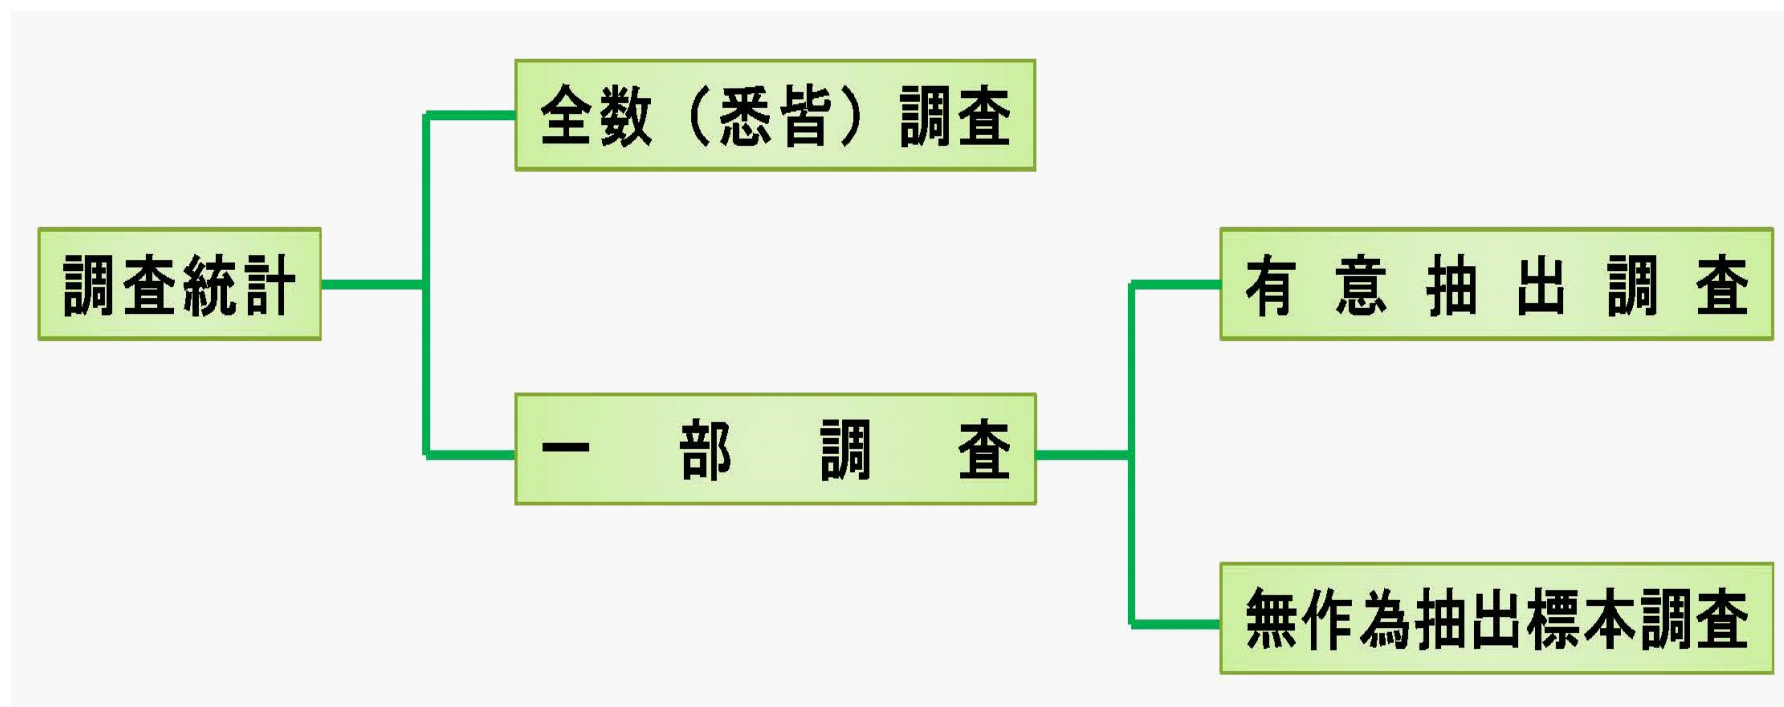 全数（悉皆）調査
調査統計
有意抽出調査
一部調査
無作為抽出標本調査